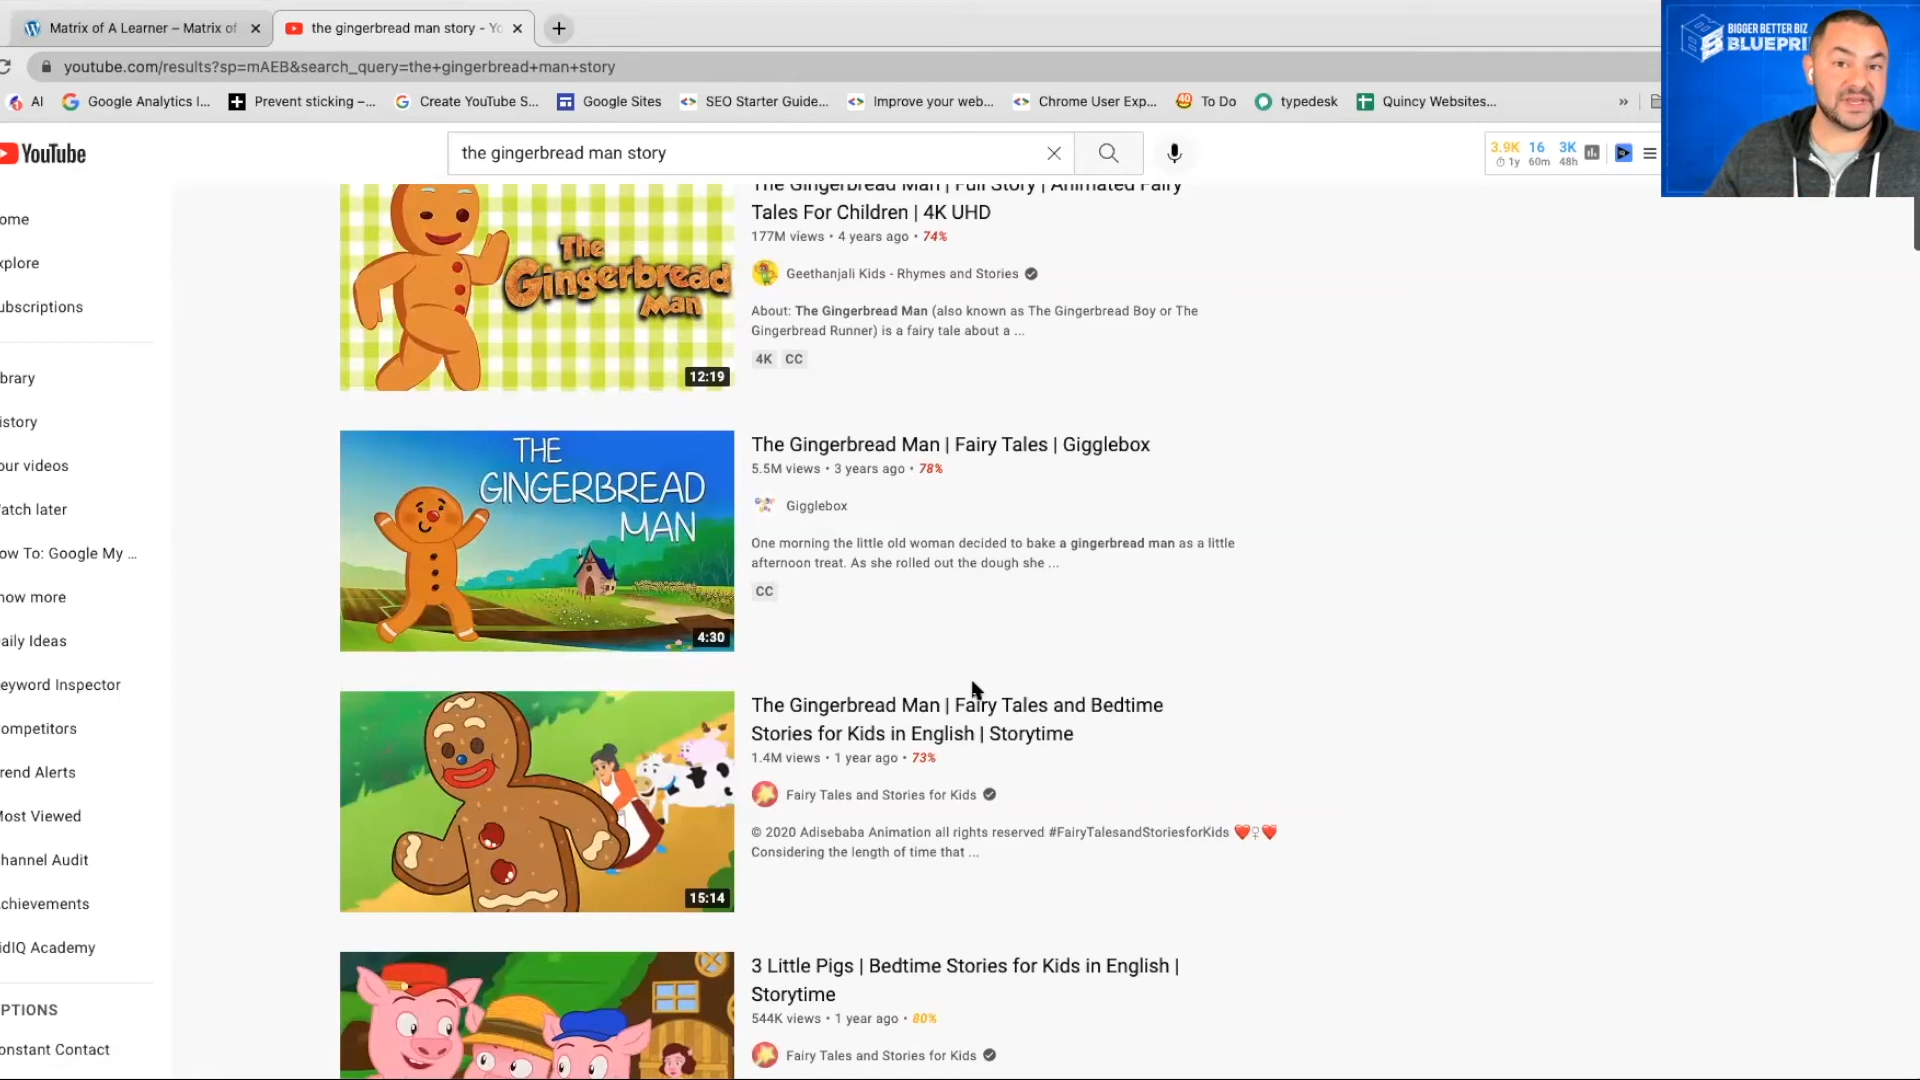 Matrix of A Learner – Matrix of
the gingerbread man story - Yo
youtube.com/results?sp=mAEB&search_query=the+gingerbread+man+story
AI
Google Analytics I...
Prevent sticking –...
Create YouTube S...
Google Sites
SEO Starter Guide...
Improve your web...
Chrome User Exp...
To Do
typedesk
Quincy Websites...
»
BIGGER BETTER BIZ
BLUEPRI
YouTube
the gingerbread man story
3.9K 16 3K
1y 60m 48h
ome
xplore
ubscriptions
brary
istory
our videos
atch later
ow To: Google My ...
how more
aily Ideas
eyword Inspector
ompetitors
rend Alerts
Most Viewed
hannel Audit
chievements
idIQ Academy
PTIONS
onstant Contact
The
Gingerbread
Man
12:19
The Gingerbread Man | Full Story | Animated Fairy
Tales For Children | 4K UHD
177M views • 4 years ago • 74%
Geethanjali Kids - Rhymes and Stories
About: The Gingerbread Man (also known as The Gingerbread Boy or The
Gingerbread Runner) is a fairy tale about a ...
4K CC
THE
GINGERBREAD
MAN
4:30
The Gingerbread Man | Fairy Tales | Gigglebox
5.5M views • 3 years ago • 78%
Gigglebox
One morning the little old woman decided to bake a gingerbread man as a little
afternoon treat. As she rolled out the dough she ...
CC
15:14
The Gingerbread Man | Fairy Tales and Bedtime
Stories for Kids in English | Storytime
1.4M views • 1 year ago • 73%
Fairy Tales and Stories for Kids
© 2020 Adisebaba Animation all rights reserved #FairyTalesandStoriesforKids ❤️♀❤️
Considering the length of time that ...
3 Little Pigs | Bedtime Stories for Kids in English |
Storytime
544K views • 1 year ago • 80%
Fairy Tales and Stories for Kids